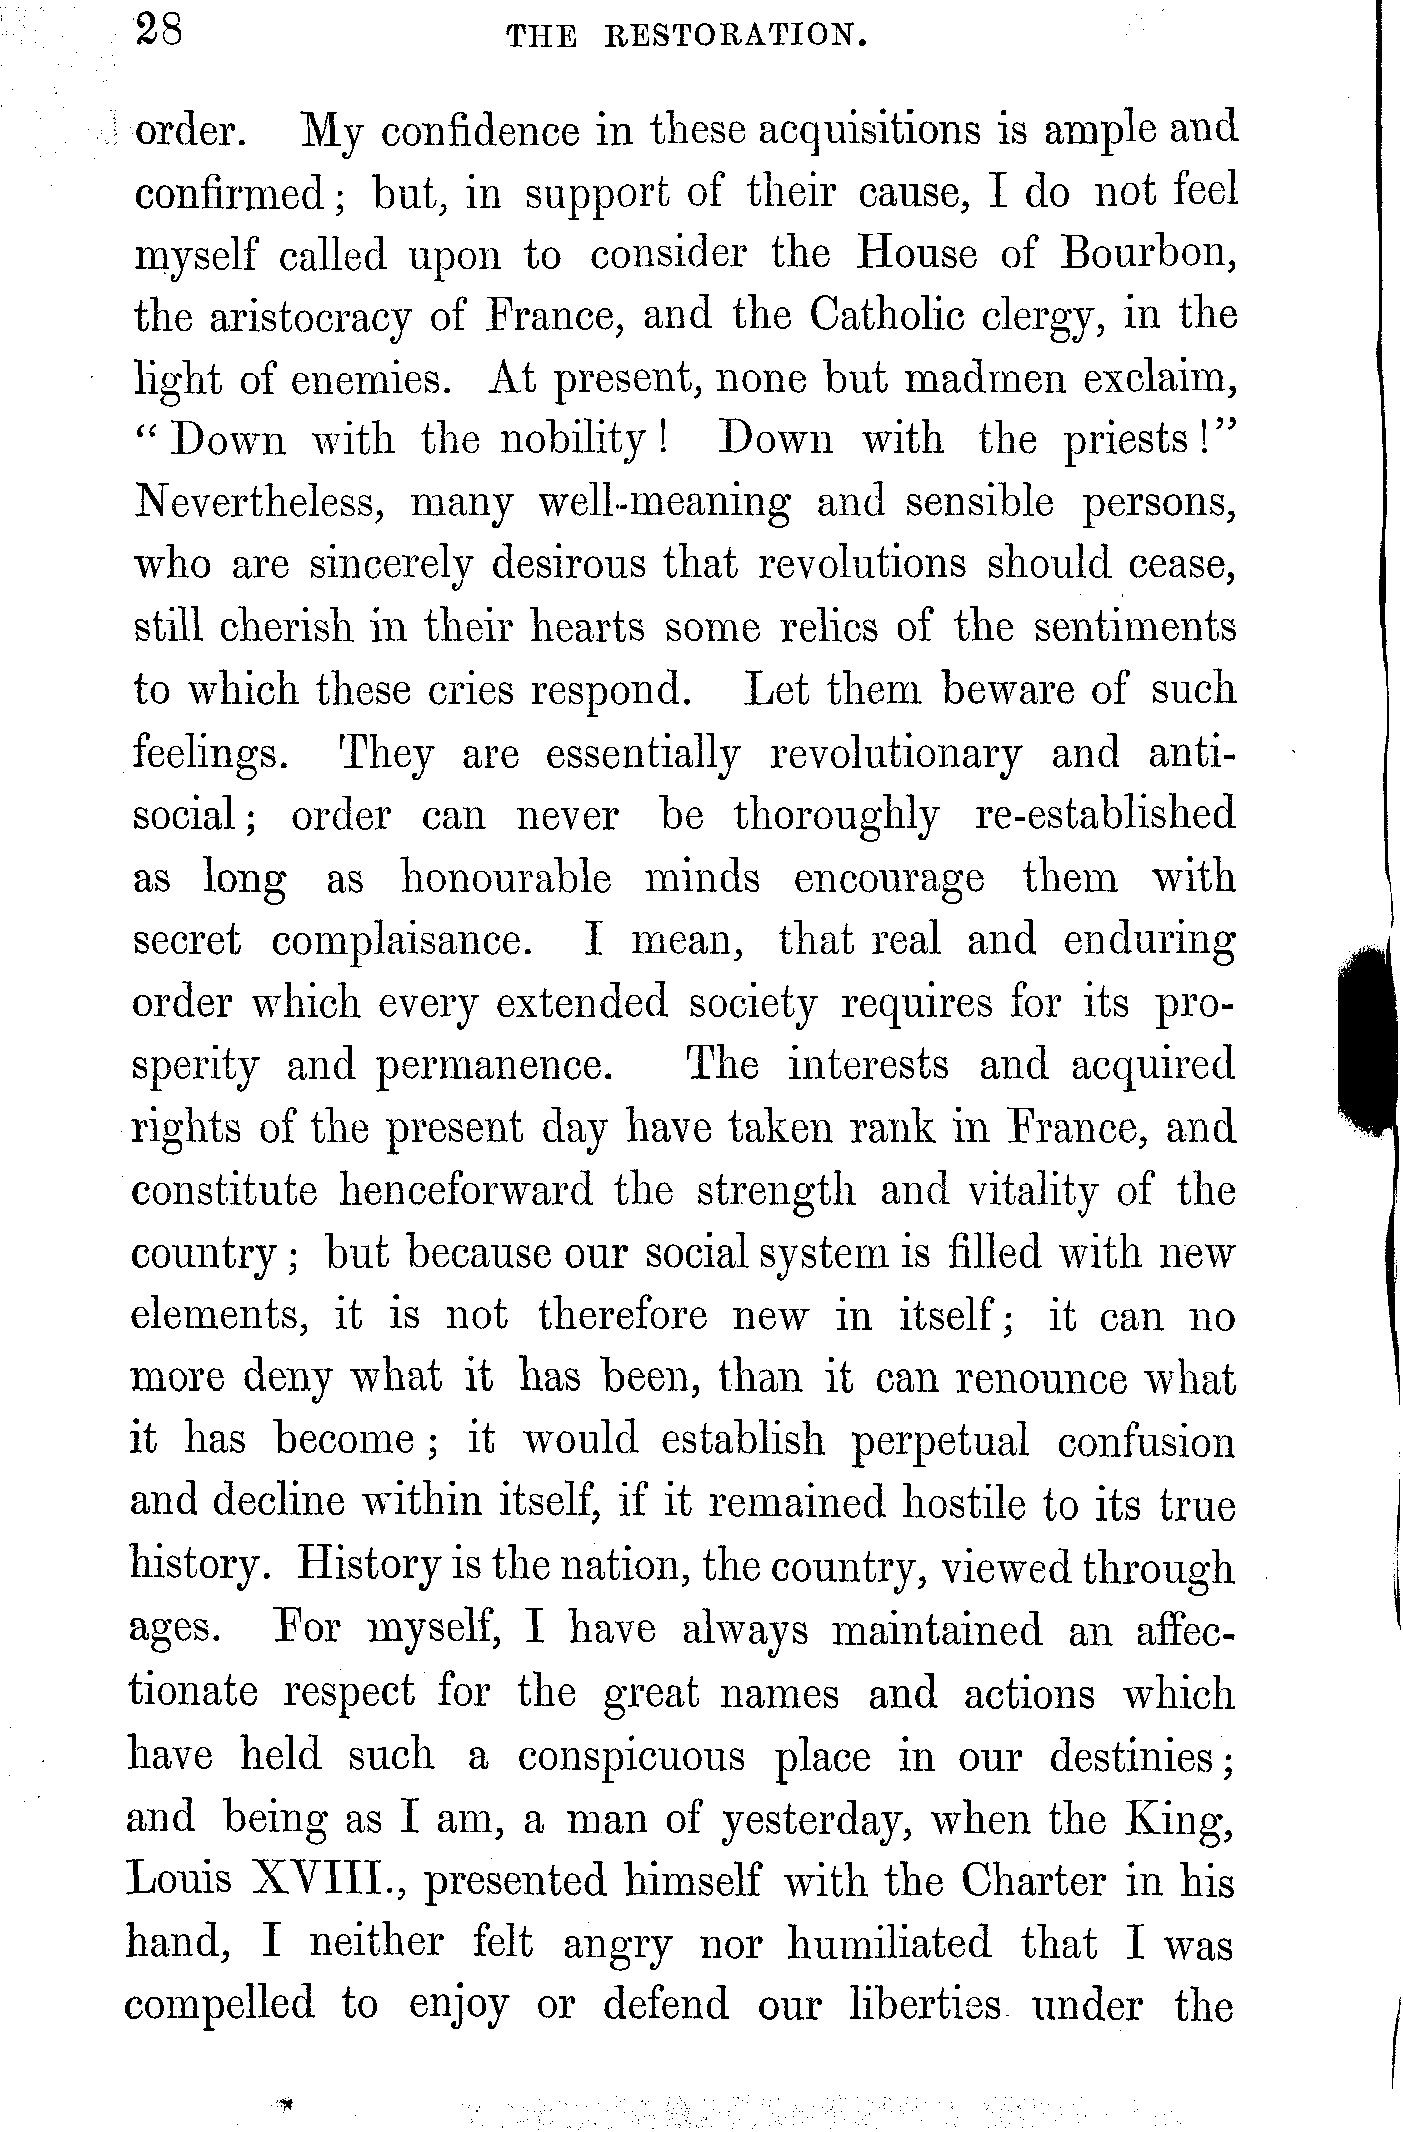 28 THE RESTORATION.
order. My confidence in these acquisitions is ample and
confirmed; but, in support of their cause, I do not feel
myself called upon to consider the House of Bourbon,
the aristocracy of France, and the Catholic clergy, in the
light of enemies. At present, none but madmen exclaim,
“Down with the nobility! Down with the priests!”
Nevertheless, many well-meaning and sensible persons,
who are sincerely desirous that revolutions should cease,
still cherish in their hearts some relics of the sentiments
to which these cries respond. Let them beware of such
feelings. They are essentially revolutionary and anti-
social; order can never be thoroughly re-established
as long as honourable minds encourage them with
secret complaisance. I mean, that real and enduring
order which every extended society requires for its pro-
sperity and permanence. The interests and acquired
rights of the present day have taken rank in France, and
constitute henceforward the strength and vitality of the
country; but because our social system is filled with new
elements, it is not therefore new in itself; it can no
more deny what it has been, than it can renounce what
it has become; it would establish perpetual confusion
and decline within itself, if it remained hostile to its true
history. History is the nation, the country, viewed through
ages. For myself, I have always maintained an affec-
tionate respect for the great names and actions which
have held such a conspicuous place in our destinies;
and being as I am, a man of yesterday, when the King,
Louis XVIII., presented himself with the Charter in his
hand, I neither felt angry nor humiliated that I was
compelled to enjoy or defend our liberties under the